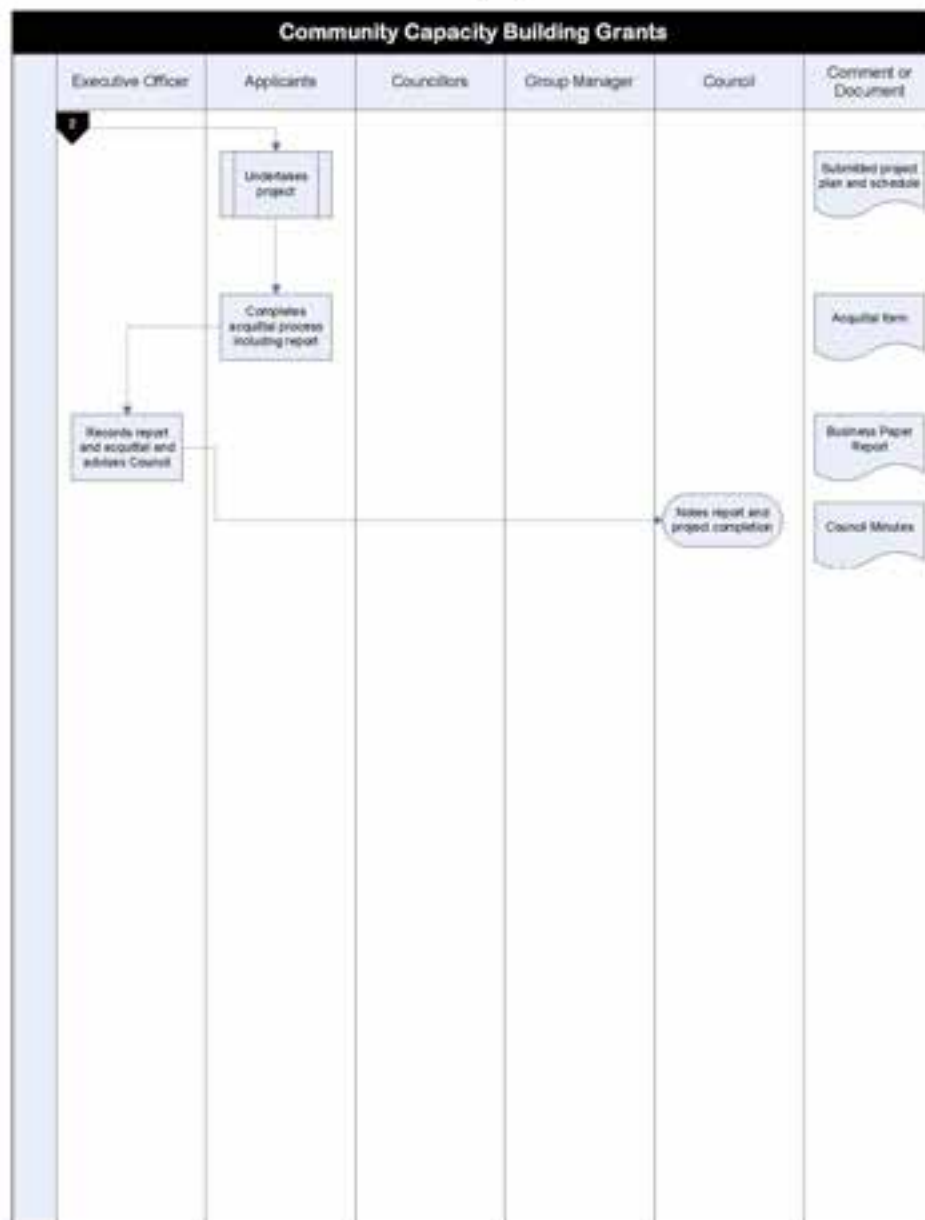 Community Capacity Building Grants
Executive Officer
Applicants
Councillors
Group Manager
Council
Comment or
Document
2
Undertakes
project
Submitted project
plan and schedule
Completes
acquittal process
including report
Acquittal form
Records report
and acquittal and
advises Council
Business Paper
Report
Notes report and
project completion
Council Minutes